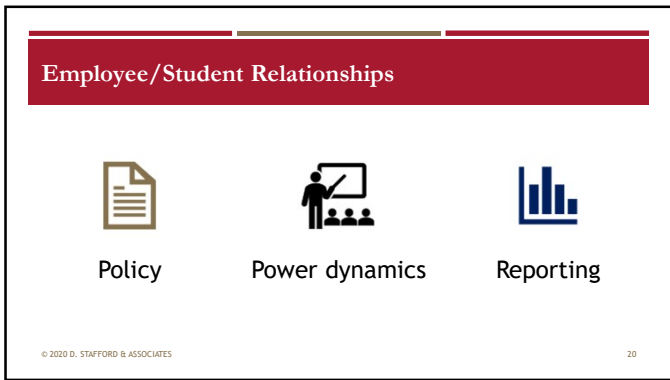 Employee/Student Relationships
Policy
Power dynamics
Reporting
© 2020 D. STAFFORD & ASSOCIATES
20